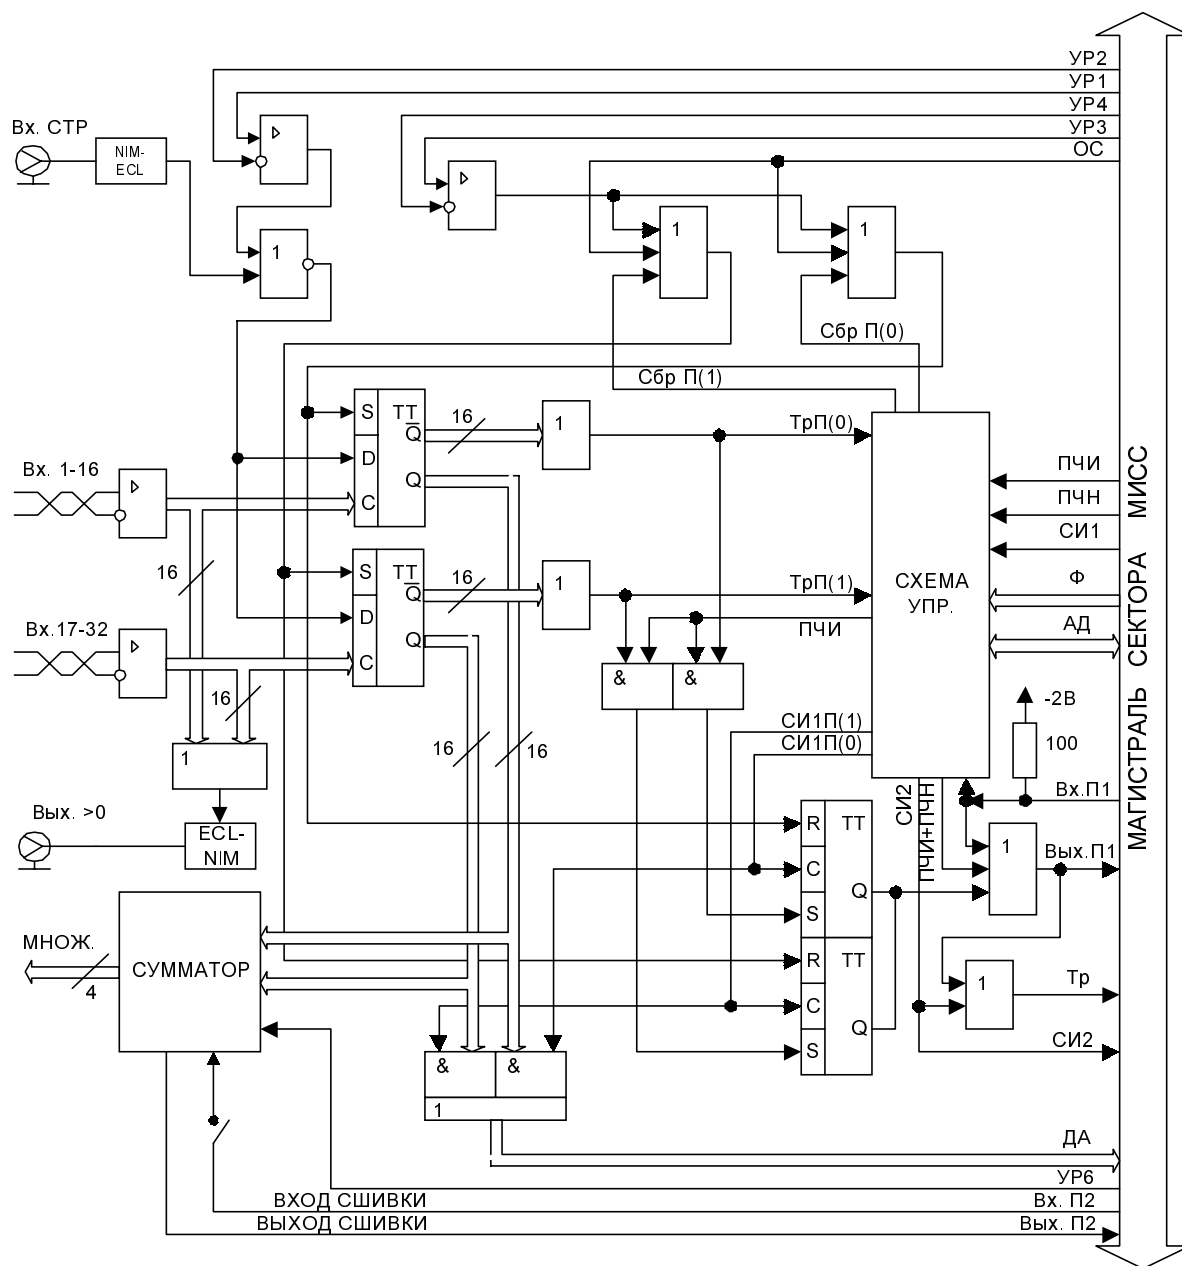 УР2
УР1
УР4
УР3
ОС
Вх. СТР
NIM-
ECL
1
1
1
Сбр П(0)
Сбр П(1)
S
TT
Q
D
Q
C
16
1
ТрП(0)
Вх. 1-16
ПЧИ
ПЧН
СИ1
Ф
АД
МАГИСТРАЛЬ СЕКТОРА МИСС
16
S
TT
Q
D
Q
C
16
1
ТрП(1)
ПЧИ
СХЕМА
УПР.
Вх.17-32
16
&
&
-2В
100
1
16
16
СИ1П(1)
СИ1П(0)
СИ2
ПЧИ+ПЧН
Вх.П1
Вых. >0
ECL-
NIM
R
TT
C
Q
S
1
Вых.П1
МНОЖ.
4
СУММАТОР
R
TT
C
Q
S
1
Тр
СИ2
&
&
1
ДА
УР6
ВХОД СШИВКИ
Вх. П2
ВЫХОД СШИВКИ
Вых. П2